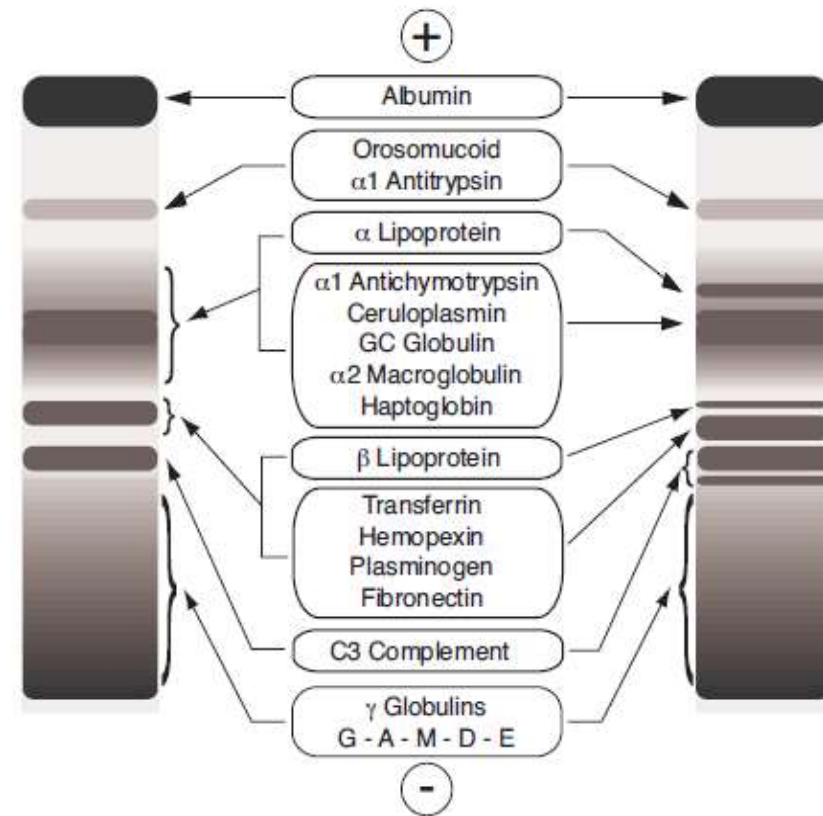 +
Albumin
Orosomucoid
α1 Antitrypsin
α Lipoprotein
α1 Antichymotrypsin
Ceruloplasmin
GC Globulin
α2 Macroglobulin
Haptoglobin
β Lipoprotein
Transferrin
Hemopexin
Plasminogen
Fibronectin
C3 Complement
γ Globulins
G - A - M - D - E
-